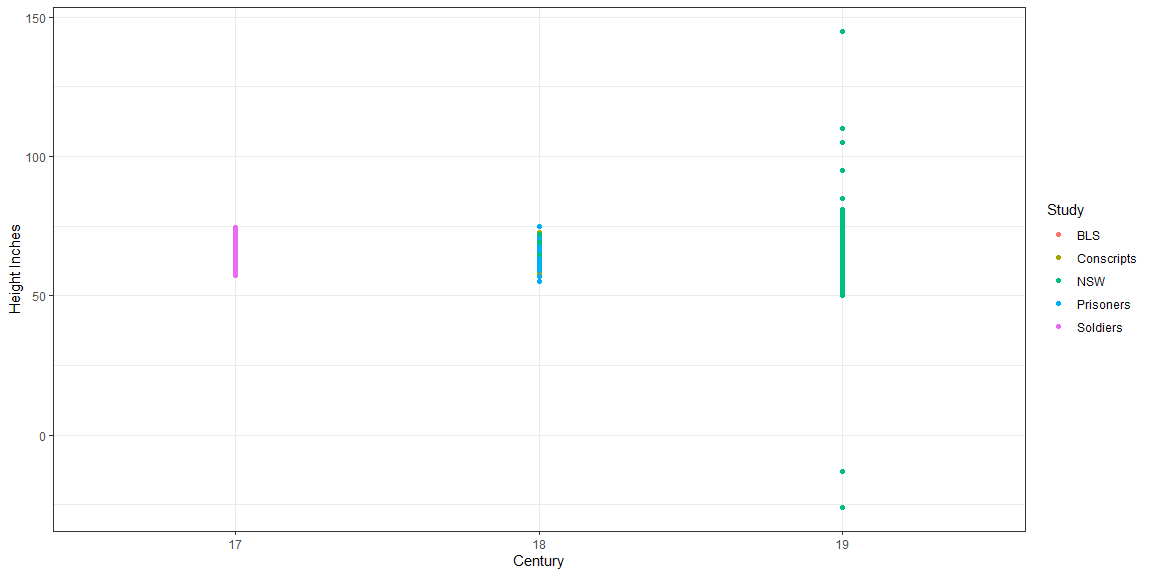 150
100
50
0
Height Inches
17
18
19
Century
Study
BLS
Conscripts
NSW
Prisoners
Soldiers